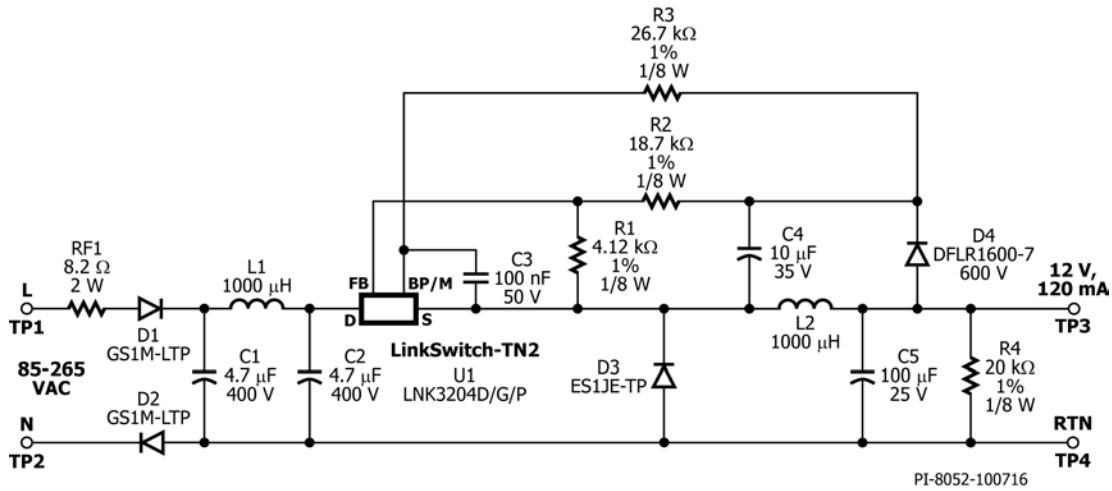 R3
26.7 kΩ
1%
1/8 W
R2
18.7 kΩ
1%
1/8 W
RF1
8.2 Ω
2 W
L1
1000 µH
FB
BP/M
D
S
C3
100 nF
50 V
R1
4.12 kΩ
1%
1/8 W
C4
10 µF
35 V
D4
DFLR1600-7
600 V
12 V,
120 mA
TP3
L
TP1
D1
GS1M-LTP
85-265
VAC
C1
4.7 µF
400 V
C2
4.7 µF
400 V
LinkSwitch-TN2
U1
LNK3204D/G/P
D3
ES1JE-TP
L2
1000 µH
C5
100 µF
25 V
R4
20 kΩ
1%
1/8 W
D2
GS1M-LTP
N
TP2
RTN
TP4
PI-8052-100716